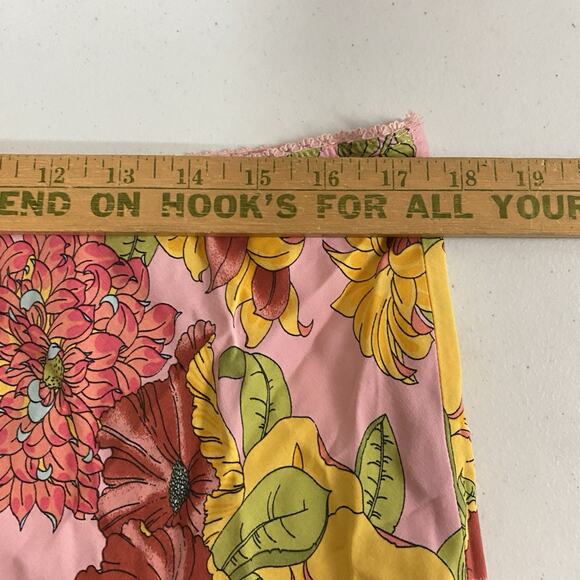 12 13 14 15 16 17 18 19
END ON HOOK'S FOR ALL YOUR